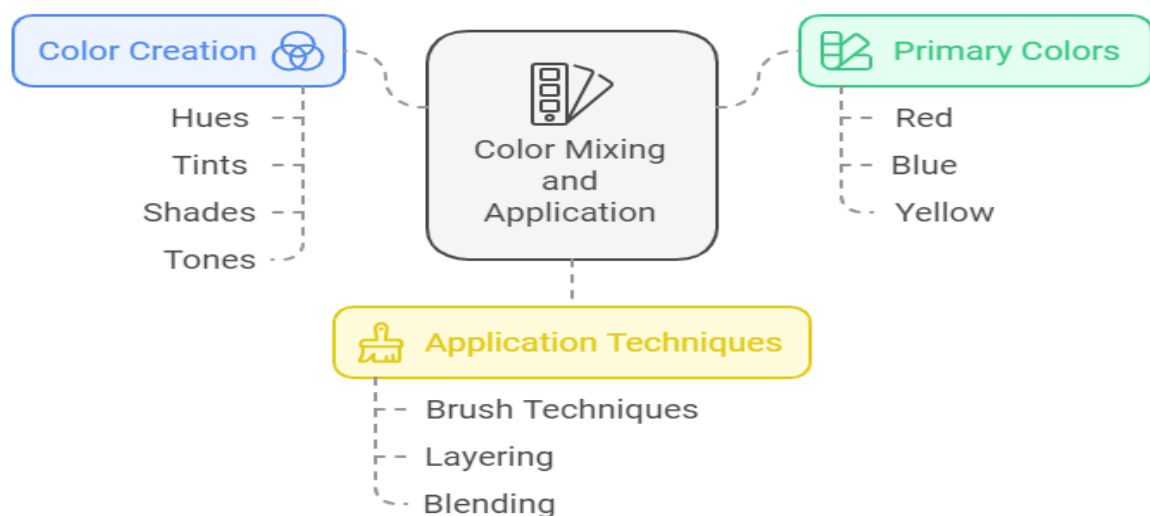 Color Creation
Hues
Tints
Shades
Tones
Color Mixing
and
Application
Primary Colors
Red
Blue
Yellow
Application Techniques
Brush Techniques
Layering
Blending